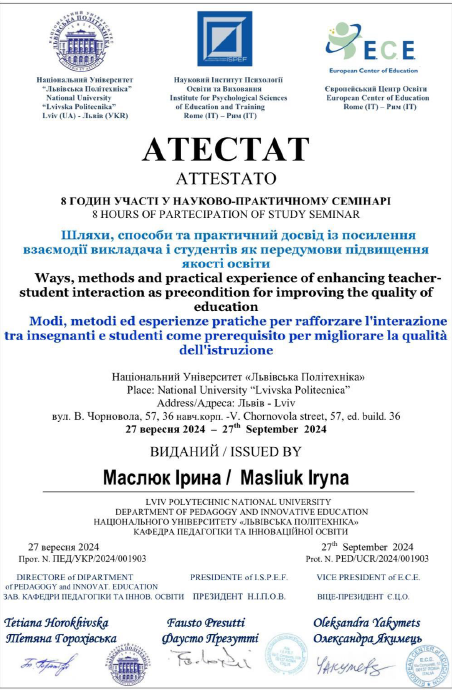 ISPEF
E.C.E.
European Center of Education
Національний Університет
"Львівська Політехніка"
National University
"Lvivska Politecnika"
Lviv (UA) - Львів (УКР)
Науковий Інститут Психології
Освіти та Виховання
Institute for Psychological Sciences
of Education and Training
Rome (IT) – Рим (ІТ)
Європейський Центр Освіти
European Center of Education
Rome (IT) – Рим (ІТ)
АТЕСТАТ
ATTESTATO
8 ГОДИН УЧАСТІ У НАУКОВО-ПРАКТИЧНОМУ СЕМІНАРІ
8 HOURS OF PARTECIPATION OF STUDY SEMINAR
Шляхи, способи та практичний досвід із посилення
взаємодії викладача і студентів як передумови підвищення
якості освіти
Ways, methods and practical experience of enhancing teacher-
student interaction as precondition for improving the quality of
education
Modi, metodi ed esperienze pratiche per rafforzare l'interazione
tra insegnanti e studenti come prerequisito per migliorare la qualità
dell'istruzione
Національний Університет «Львівська Політехніка»
Place: National University "Lvivska Politecnica"
Address/Адреса: Львів - Lviv
вул. В. Чорновола, 57, 36 навч.корп. -V. Chornovola street, 57, ed. build. 36
27 вересня 2024 – 27th September 2024
ВИДАНИЙ / ISSUED BY
Маслюк Ірина / Masliuk Iryna
LVIV POLYTECHNIC NATIONAL UNIVERSITY
DEPARTMENT OF PEDAGOGY AND INNOVATIVE EDUCATION
НАЦІОНАЛЬНОГО УНІВЕРСИТЕТУ «ЛЬВІВСЬКА ПОЛІТЕХНІКА»
КАФЕДРА ПЕДАГОГІКИ ТА ІННОВАЦІЙНОЇ ОСВІТИ
27 вересня 2024
Прот. N. ПЕД/УКР/2024/001903
27th September 2024
Prot. N. PED/UCR/2024/001903
DIRECTORE of DIPARTMENT
of PEDAGOGY and INNOVAT. EDUCATION
ЗАВ. КАФЕДРИ ПЕДАГОГІКИ ТА ІННОВ. ОСВІТИ
PRESIDENTE of I.S.P.E.F.
ПРЕЗИДЕНТ Н.І.П.О.В.
VICE PRESIDENT of E.C.E.
ВІЦЕ-ПРЕЗИДЕНТ Є.Ц.О.
Tetiana Horokhivska
Тетяна Горохівська
Fausto Presutti
Фаусто Презутті
Oleksandra Yakymets
Олександра Якимець
Yakymets
E.C.E.